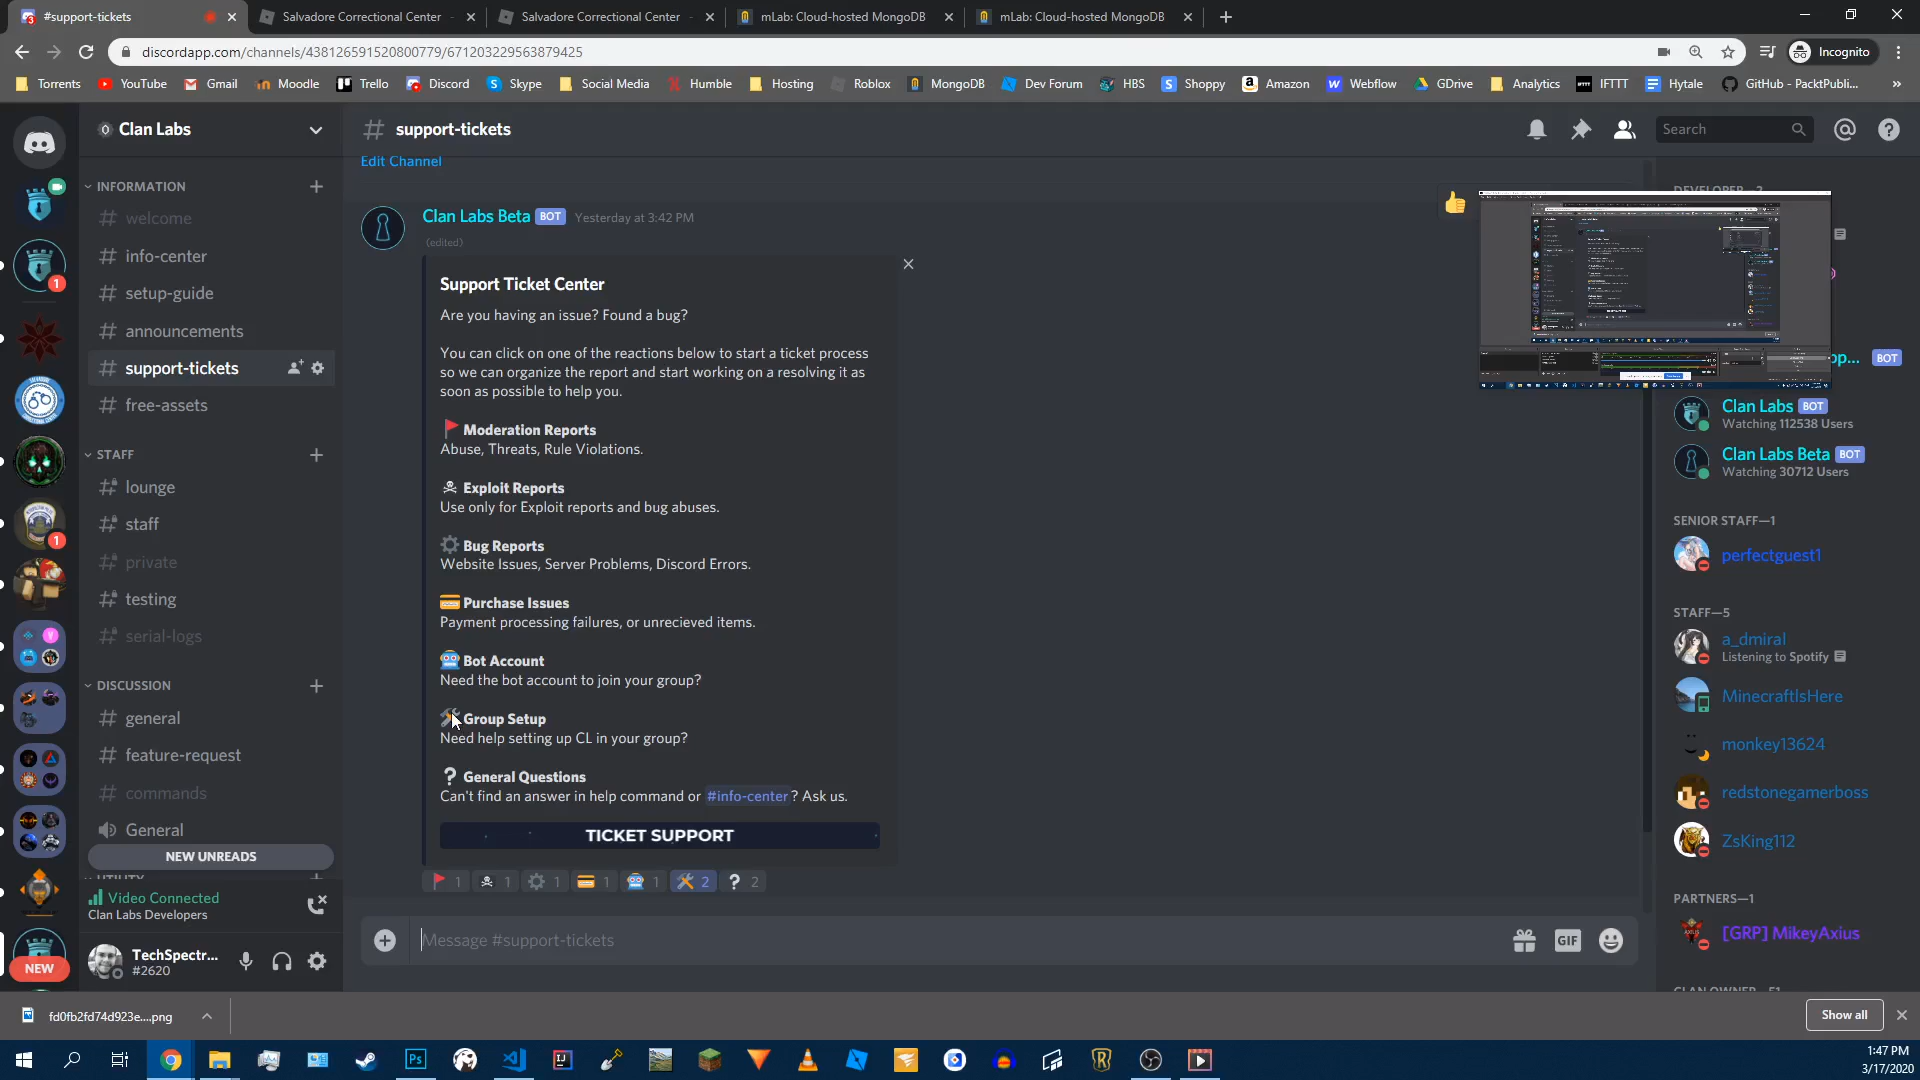 #support-tickets
Salvadore Correctional Center
Salvadore Correctional Center
mLab: Cloud-hosted MongoDB
mLab: Cloud-hosted MongoDB
discordapp.com/channels/438126591520800779/671203229563879425
Incognito
Torrents
YouTube
Gmail
Moodle
Trello
Discord
Skype
Social Media
Humble
Hosting
Roblox
MongoDB
Dev Forum
HBS
Shoppy
Amazon
Webflow
GDrive
Analytics
IFTTT
Hytale
GitHub - PacktPubli...
Clan Labs
# support-tickets
Search
Edit Channel
INFORMATION
welcome
info-center
setup-guide
announcements
support-tickets
free-assets
STAFF
lounge
staff
private
testing
serial-logs
DISCUSSION
general
feature-request
commands
General
NEW UNREADS
Video Connected
Clan Labs Developers
TechSpectr...
#2620
1
1
NEW
Clan Labs Beta BOT Yesterday at 3:42 PM
(edited)
Support Ticket Center
Are you having an issue? Found a bug?
You can click on one of the reactions below to start a ticket process
so we can organize the report and start working on a resolving it as
soon as possible to help you.
Moderation Reports
Abuse, Threats, Rule Violations.
Exploit Reports
Use only for Exploit reports and bug abuses.
Bug Reports
Website Issues, Server Problems, Discord Errors.
Purchase Issues
Payment processing failures, or unrecieved items.
Bot Account
Need the bot account to join your group?
Group Setup
Need help setting up CL in your group?
General Questions
Can't find an answer in help command or #info-center? Ask us.
TICKET SUPPORT
1 1 1 1 1 2 2
Message #support-tickets
GIF
BOT
Clan Labs BOT
Watching 112538 Users
Clan Labs Beta BOT
Watching 30712 Users
SENIOR STAFF—1
perfectguest1
STAFF—5
a_dmiral
Listening to Spotify
MinecraftIsHere
monkey13624
redstonegamerboss
ZsKing112
PARTNERS—1
[GRP] MikeyAxius
fd0fb2fd74d923e....png
Show all
1:47 PM
3/17/2020